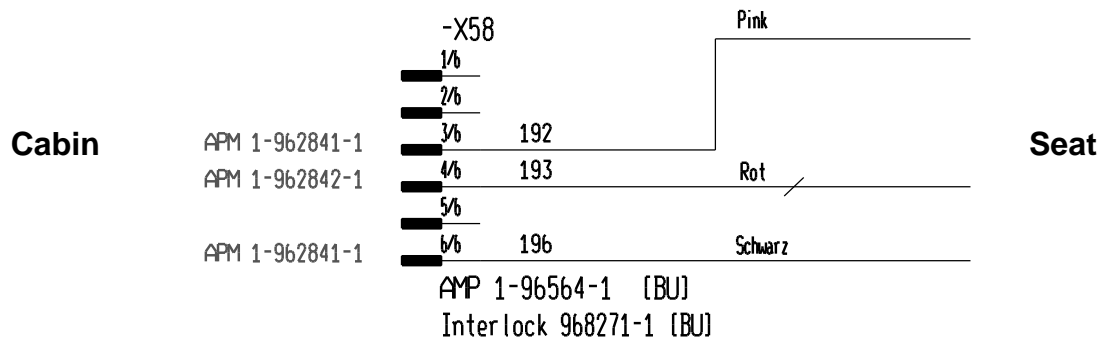 -X58
Pink
1/6
2/6
Cabin
APM 1-962841-1
3/6
192
Seat
APM 1-962842-1
4/6
193
Rot
5/6
APM 1-962841-1
6/6
196
Schwarz
AMP 1-96564-1 [BU]
Interlock 968271-1 [BU]